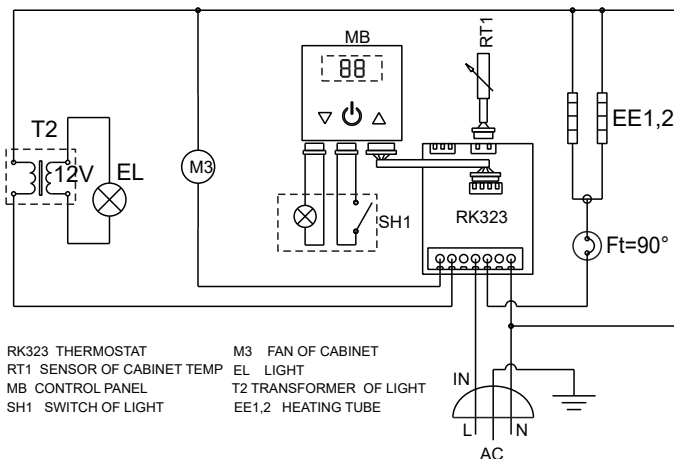 MB
88
RT1
T2
12V
EL
M3
SH1
RK323
EE1,2
Ft=90°
RK323 THERMOSTAT
RT1 SENSOR OF CABINET TEMP
MB CONTROL PANEL
SH1 SWITCH OF LIGHT
M3 FAN OF CABINET
EL LIGHT
T2 TRANSFORMER OF LIGHT
EE1,2 HEATING TUBE
IN
L
N
AC